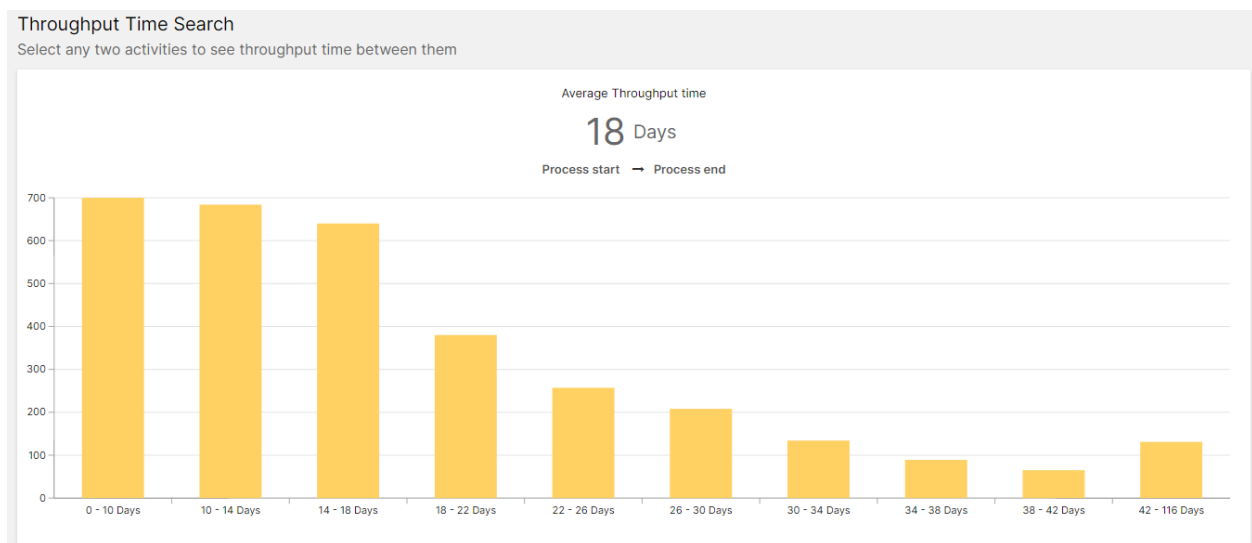 Throughput Time Search
Select any two activities to see throughput time between them
Average Throughput time
18 Days
Process start → Process end
700
600
500
400
300
200
100
0
0 - 10 Days 10 - 14 Days 14 - 18 Days 18 - 22 Days 22 - 26 Days 26 - 30 Days 30 - 34 Days 34 - 38 Days 38 - 42 Days 42 - 116 Days